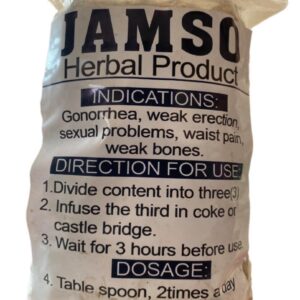 JAMSO
Herbal Product
INDICATIONS:
Gonorrhea, weak erection,
sexual problems, waist pain,
weak bones.
DIRECTION FOR USE:
1.Divide content into three(3)
2. Infuse the third in coke or
castle bridge.
3. Wait for 3 hours before use
DOSAGE:
4. Table spoon, 2times a day